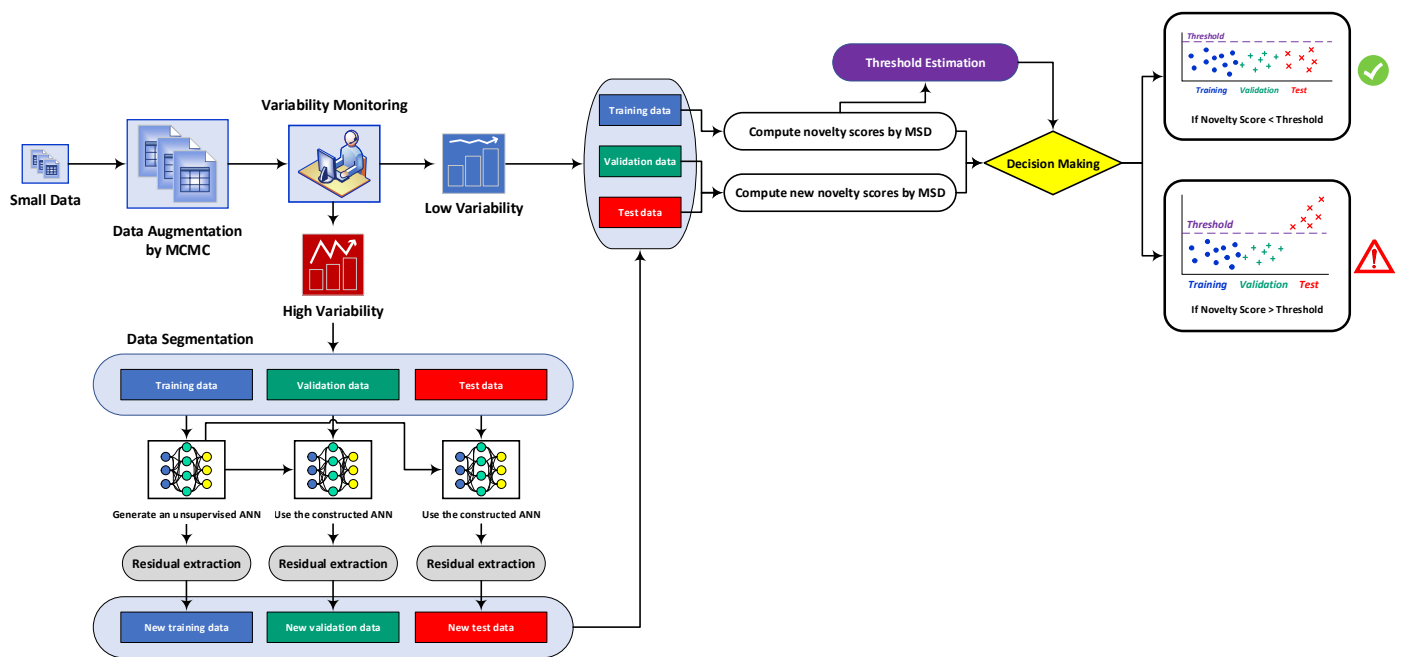 Small Data
Data Augmentation
by MCMC
Variability Monitoring
Low Variability
High Variability
Data Segmentation
Training data
Validation data
Test data
Generate an unsupervised ANN
Use the constructed ANN
Use the constructed ANN
Residual extraction
Residual extraction
Residual extraction
New training data
New validation data
New test data
Training data
Validation data
Test data
Threshold Estimation
Compute novelty scores by MSD
Compute new novelty scores by MSD
Decision Making
Threshold
Training
Validation
Test
If Novelty Score < Threshold
Threshold
Training
Validation
Test
If Novelty Score > Threshold